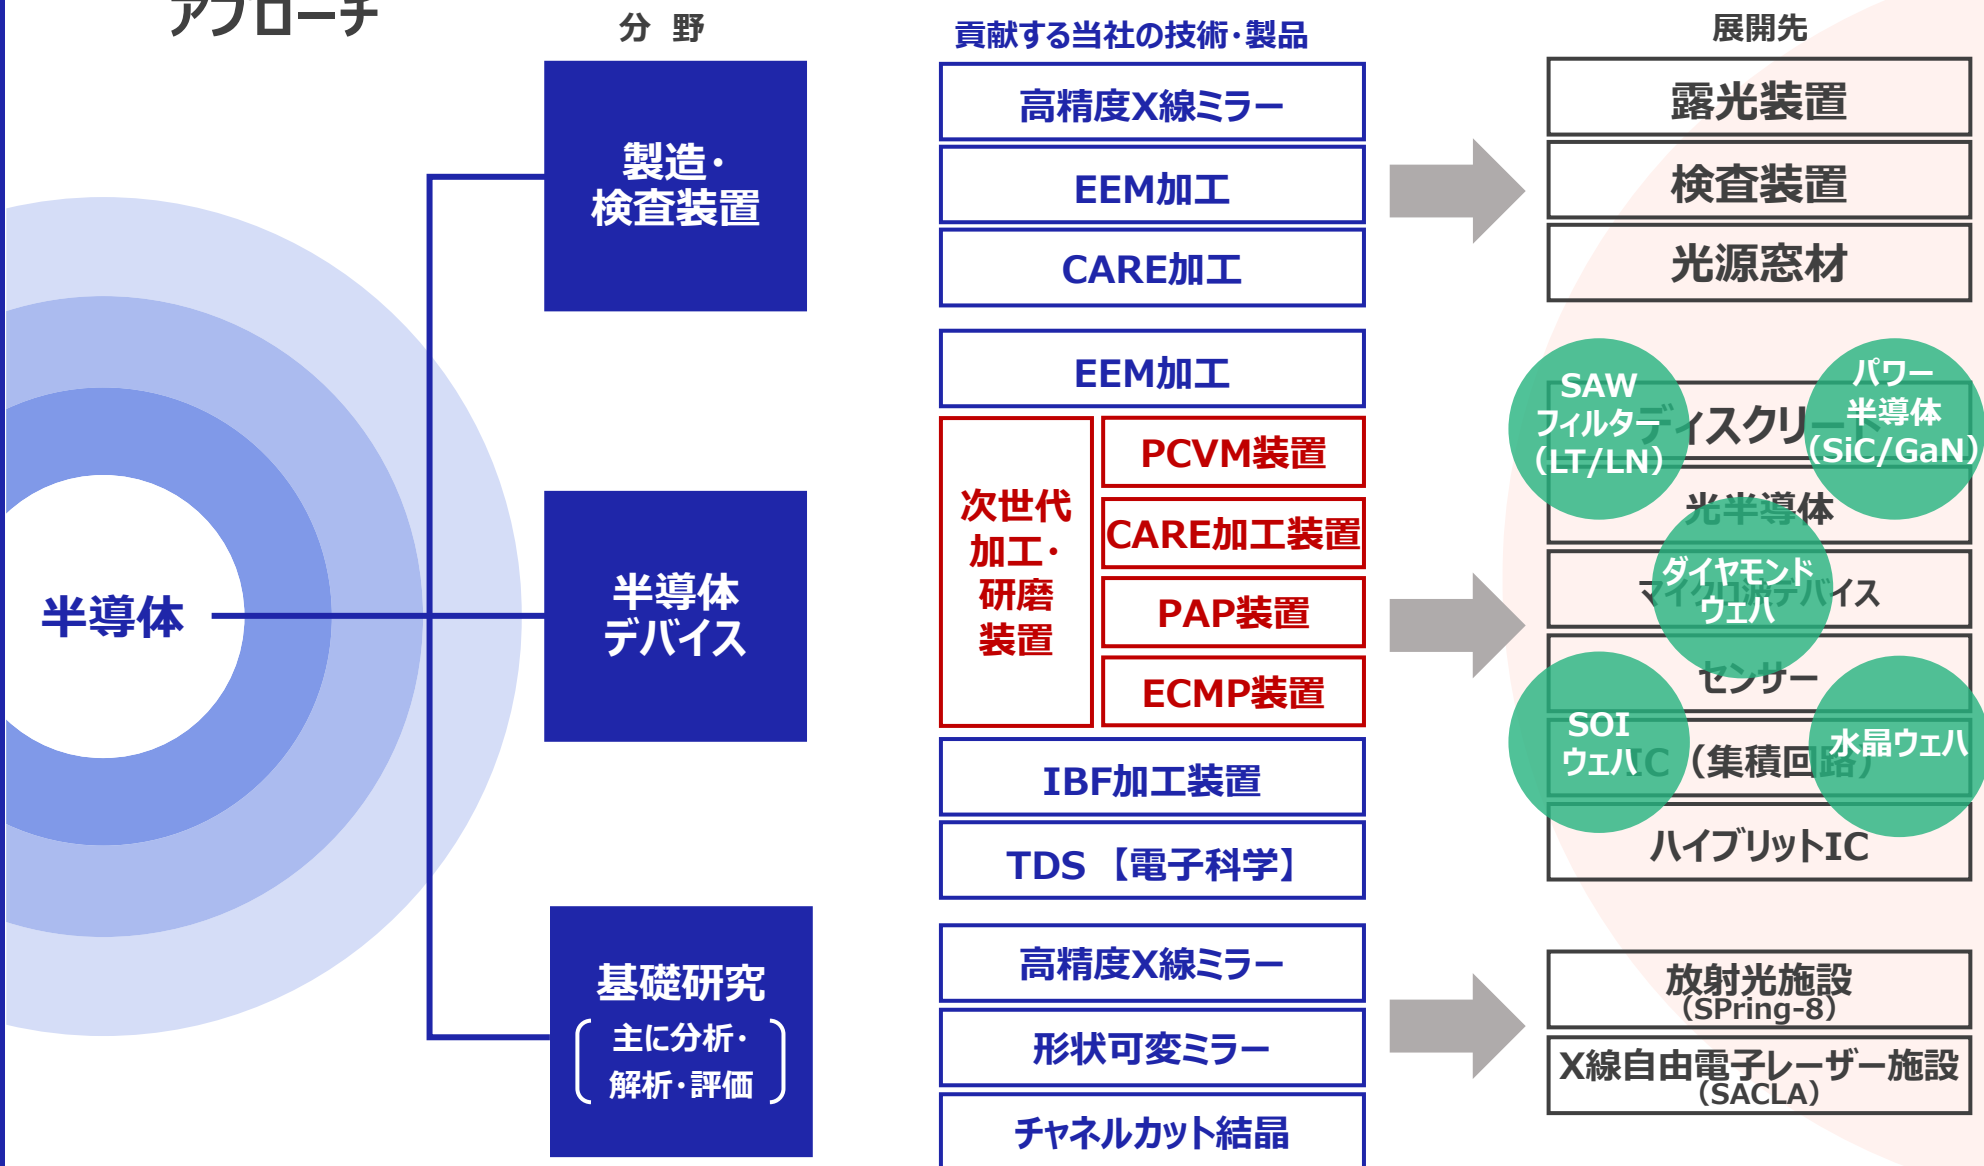 アプローチ
分 野
貢献する当社の技術・製品
展開先
半導体
製造・
検査装置
高精度X線ミラー
EEM加工
CARE加工
露光装置
検査装置
光源窓材
半導体
デバイス
EEM加工
次世代
加工・
研磨
装置
PCVM装置
CARE加工装置
PAP装置
ECMP装置
IBF加工装置
TDS【電子科学】
ディスクリート
光半導体
マイクロ波デバイス
センサー
IC（集積回路）
ハイブリットIC
SAW
フィルター
（LT/LN）
パワー
半導体
（SiC/GaN）
ダイヤモンド
ウェハ
SOI
ウェハ
水晶ウェハ
基礎研究
主に分析・
解析・評価
高精度X線ミラー
形状可変ミラー
チャネルカット結晶
放射光施設
（SPring-8）
X線自由電子レーザー施設
（SACLA）